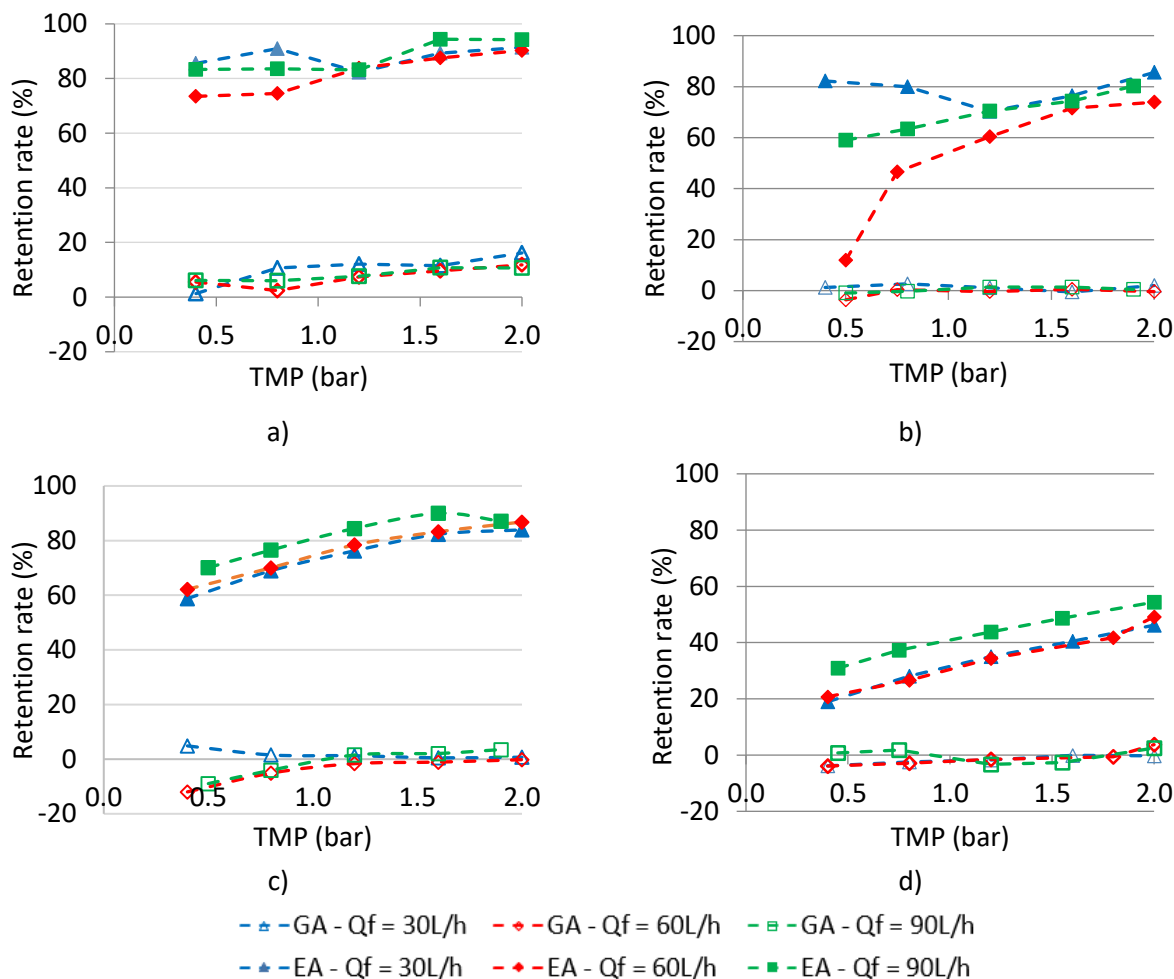 100
80
60
40
20
0
-20
Retention rate (%)
0.0 0.5 1.0 1.5 2.0
TMP (bar)
a)
100
80
60
40
20
0
-20
Retention rate (%)
0.0 0.5 1.0 1.5 2.0
TMP (bar)
b)
100
80
60
40
20
0
-20
Retention rate (%)
0.0 0.5 1.0 1.5 2.0
TMP (bar)
c)
100
80
60
40
20
0
-20
Retention rate (%)
0.0 0.5 1.0 1.5 2.0
TMP (bar)
d)
GA - Qf = 30L/h GA - Qf = 60L/h GA - Qf = 90L/h
EA - Qf = 30L/h EA - Qf = 60L/h EA - Qf = 90L/h